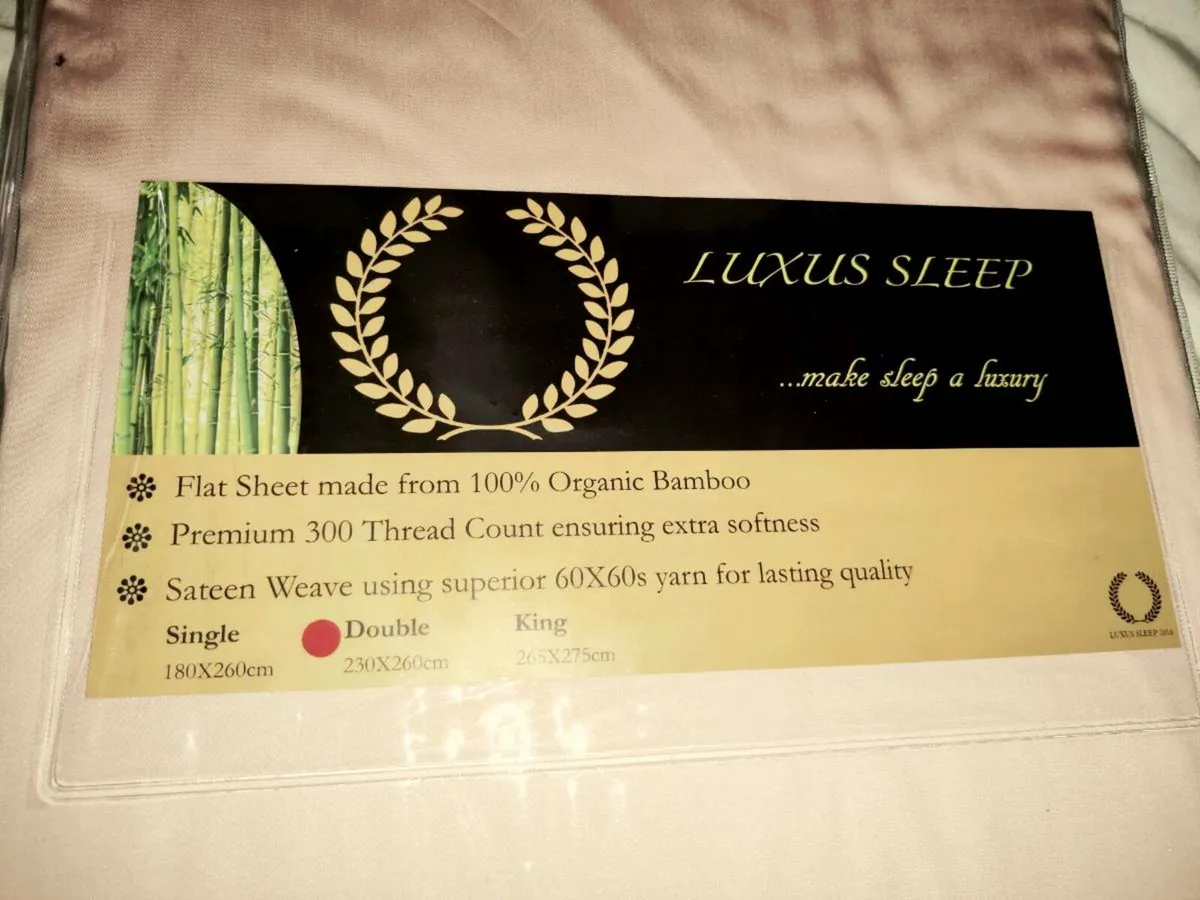 LUXUS SLEEP
...make sleep a luxury
Flat Sheet made from 100% Organic Bamboo
Premium 300 Thread Count ensuring extra softness
Sateen Weave using superior 60X60s yarn for lasting quality
Single Double King
180X260cm 230X260cm 265X275cm
LUXUS SLEEP 2016